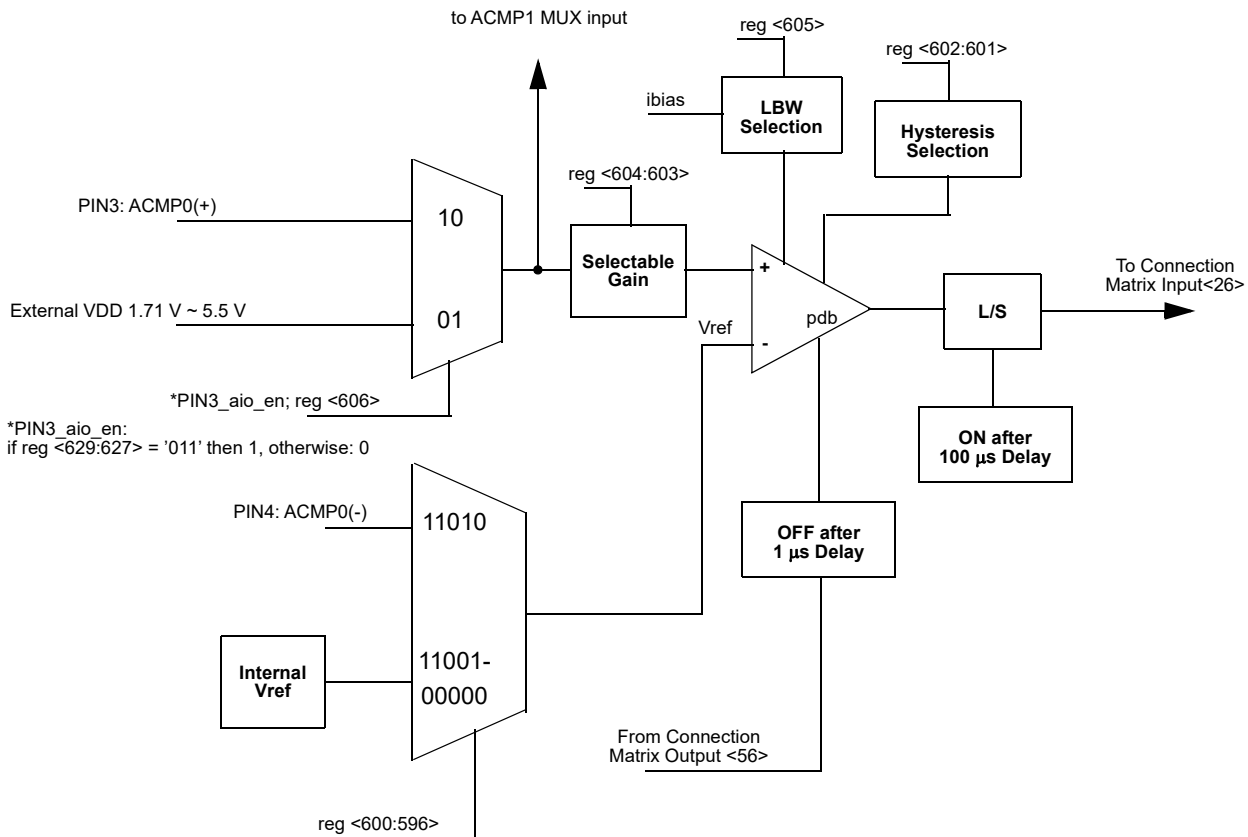 to ACMP1 MUX input
reg <605>
reg <602:601>
ibias
LBW
Selection
Hysteresis
Selection
reg <604:603>
PIN3: ACMP0(+)
10
Selectable
Gain
+
To Connection
Matrix Input<26>
External VDD 1.71 V ~ 5.5 V
01
Vref
-
pdb
L/S
*PIN3_aio_en; reg <606>
*PIN3_aio_en:
if reg <629:627> = ’011’ then 1, otherwise: 0
ON after
100 μs Delay
PIN4: ACMP0(-)
11010
OFF after
1 μs Delay
Internal
Vref
11001-
00000
From Connection
Matrix Output <56>
reg <600:596>